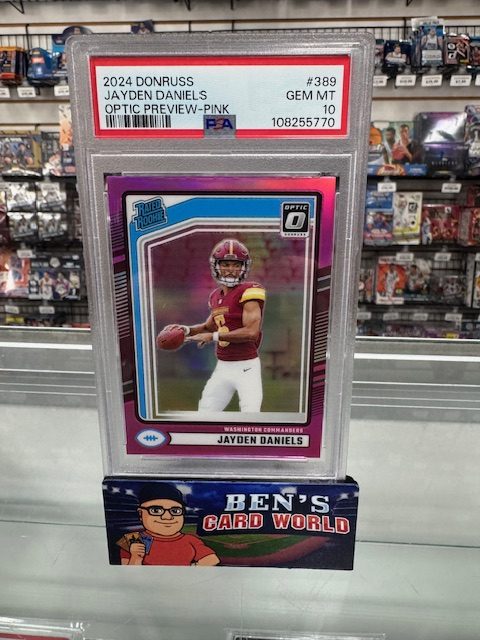 2024 DONRUSS #389
JAYDEN DANIELS GEM MT
OPTIC PREVIEW-PINK 10
PSA 108255770
RATED ROOKIE
OPTIC
DONRUSS
WASHINGTON COMMANDERS
JAYDEN DANIELS
BEN'S
CARD WORLD